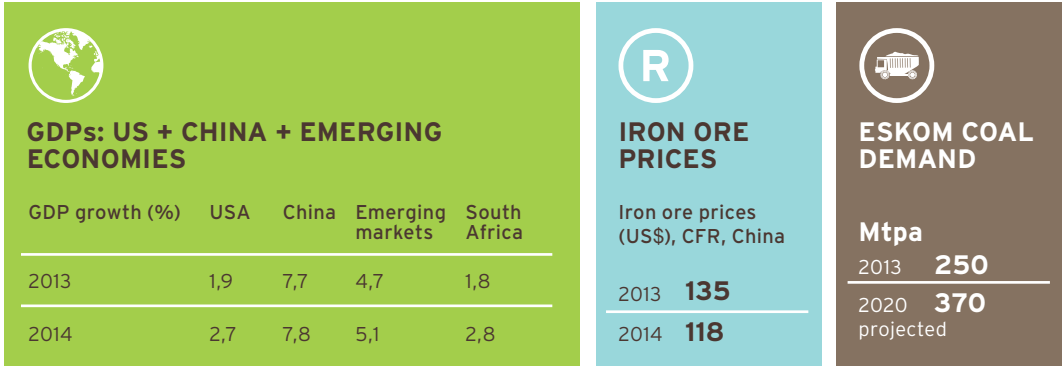 GDPs: US + CHINA + EMERGING
ECONOMIES
GDP growth (%) USA China Emerging markets South Africa
2013 1,9 7,7 4,7 1,8
2014 2,7 7,8 5,1 2,8
R
IRON ORE
PRICES
Iron ore prices
(US$), CFR, China
2013 135
2014 118
ESKOM COAL
DEMAND
Mtpa
2013 250
2020 370
projected